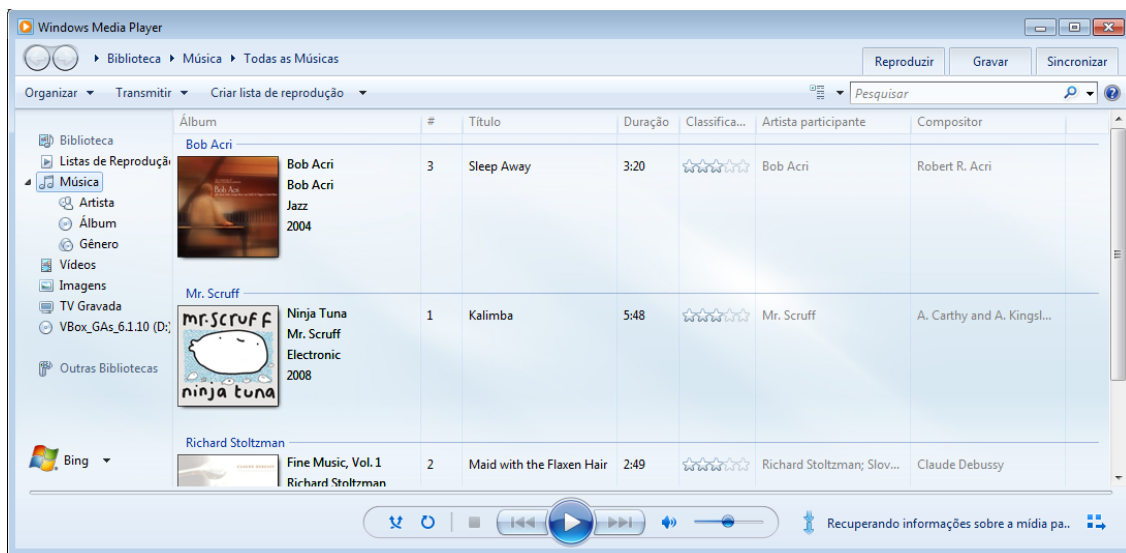 Windows Media Player
Biblioteca Música Todas as Músicas
Reproduzir Gravar Sincronizar
Organizar Transmitir Criar lista de reprodução
Pesquisar
Álbum # Título Duração Classifica... Artista participante Compositor
Biblioteca
Listas de Reproduçã
Música
Artista
Álbum
Gênero
Vídeos
Imagens
TV Gravada
VBox_GAs_6.1.10 (D:)
Outras Bibliotecas
Bing
Bob Acri
Bob Acri
Bob Acri 3 Sleep Away 3:20 Bob Acri Robert R. Acri
Bob Acri
Jazz
2004
Mr. Scruff
mr.scruff
ninja tuna
Ninja Tuna 1 Kalimba 5:48 Mr. Scruff A. Carthy and A. Kingsl...
Mr. Scruff
Electronic
2008
Richard Stoltzman
CLAUDE DEBUSSY
Fine Music, Vol. 1 2 Maid with the Flaxen Hair 2:49 Richard Stoltzman; Slov... Claude Debussy
Richard Stoltzman
Recuperando informações sobre a mídia pa..